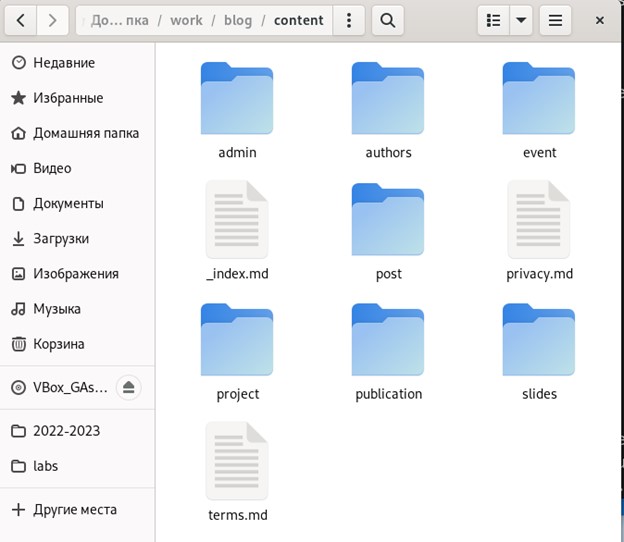 До… пка / work / blog / content
Недавние
Избранные
Домашняя папка
Видео
Документы
Загрузки
Изображения
Музыка
Корзина
VBox_GAs…
2022-2023
labs
Другие места
admin authors event
_index.md post privacy.md
project publication slides
terms.md